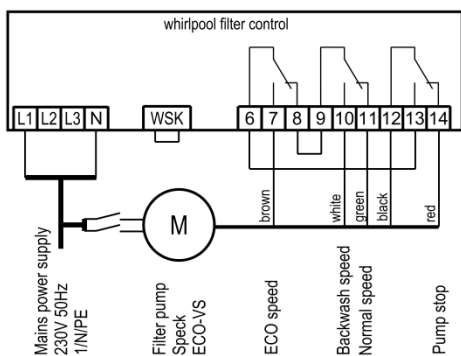 whirlpool filter control
L1 L2 L3 N WSK 6 7 8 9 10 11 12 13 14
brown
white
green
black
red
M
Mains power supply
230V 50Hz
1/N/PE
Filter pump
Speck
ECO-VS
ECO speed
Backwash speed
Normal speed
Pump stop